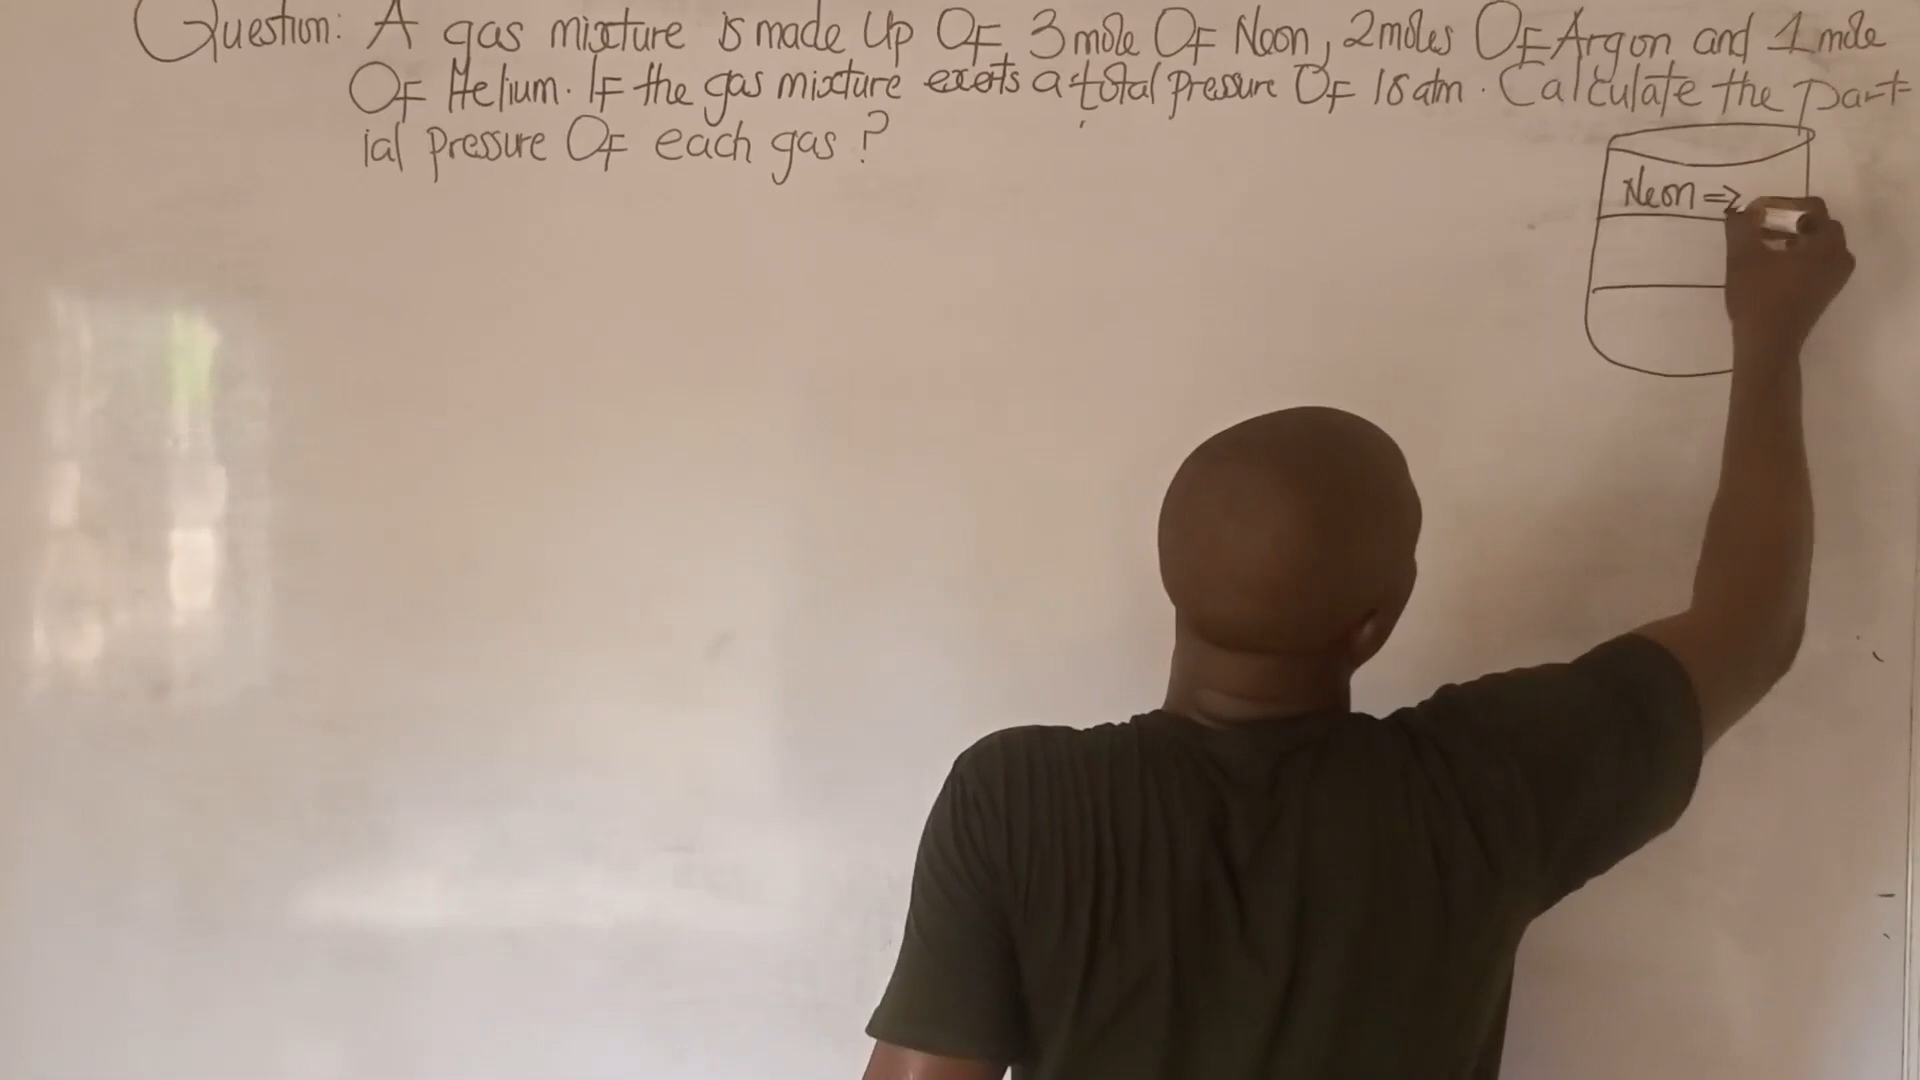 Question: A gas mixture is made Up OF 3 mole OF Neon, 2 moles OF Argon and 1 mole
OF Helium. IF the gas mixture exerts a total pressure OF 18 atm. Calculate the part-
ial pressure OF each gas?
Neon ⇒